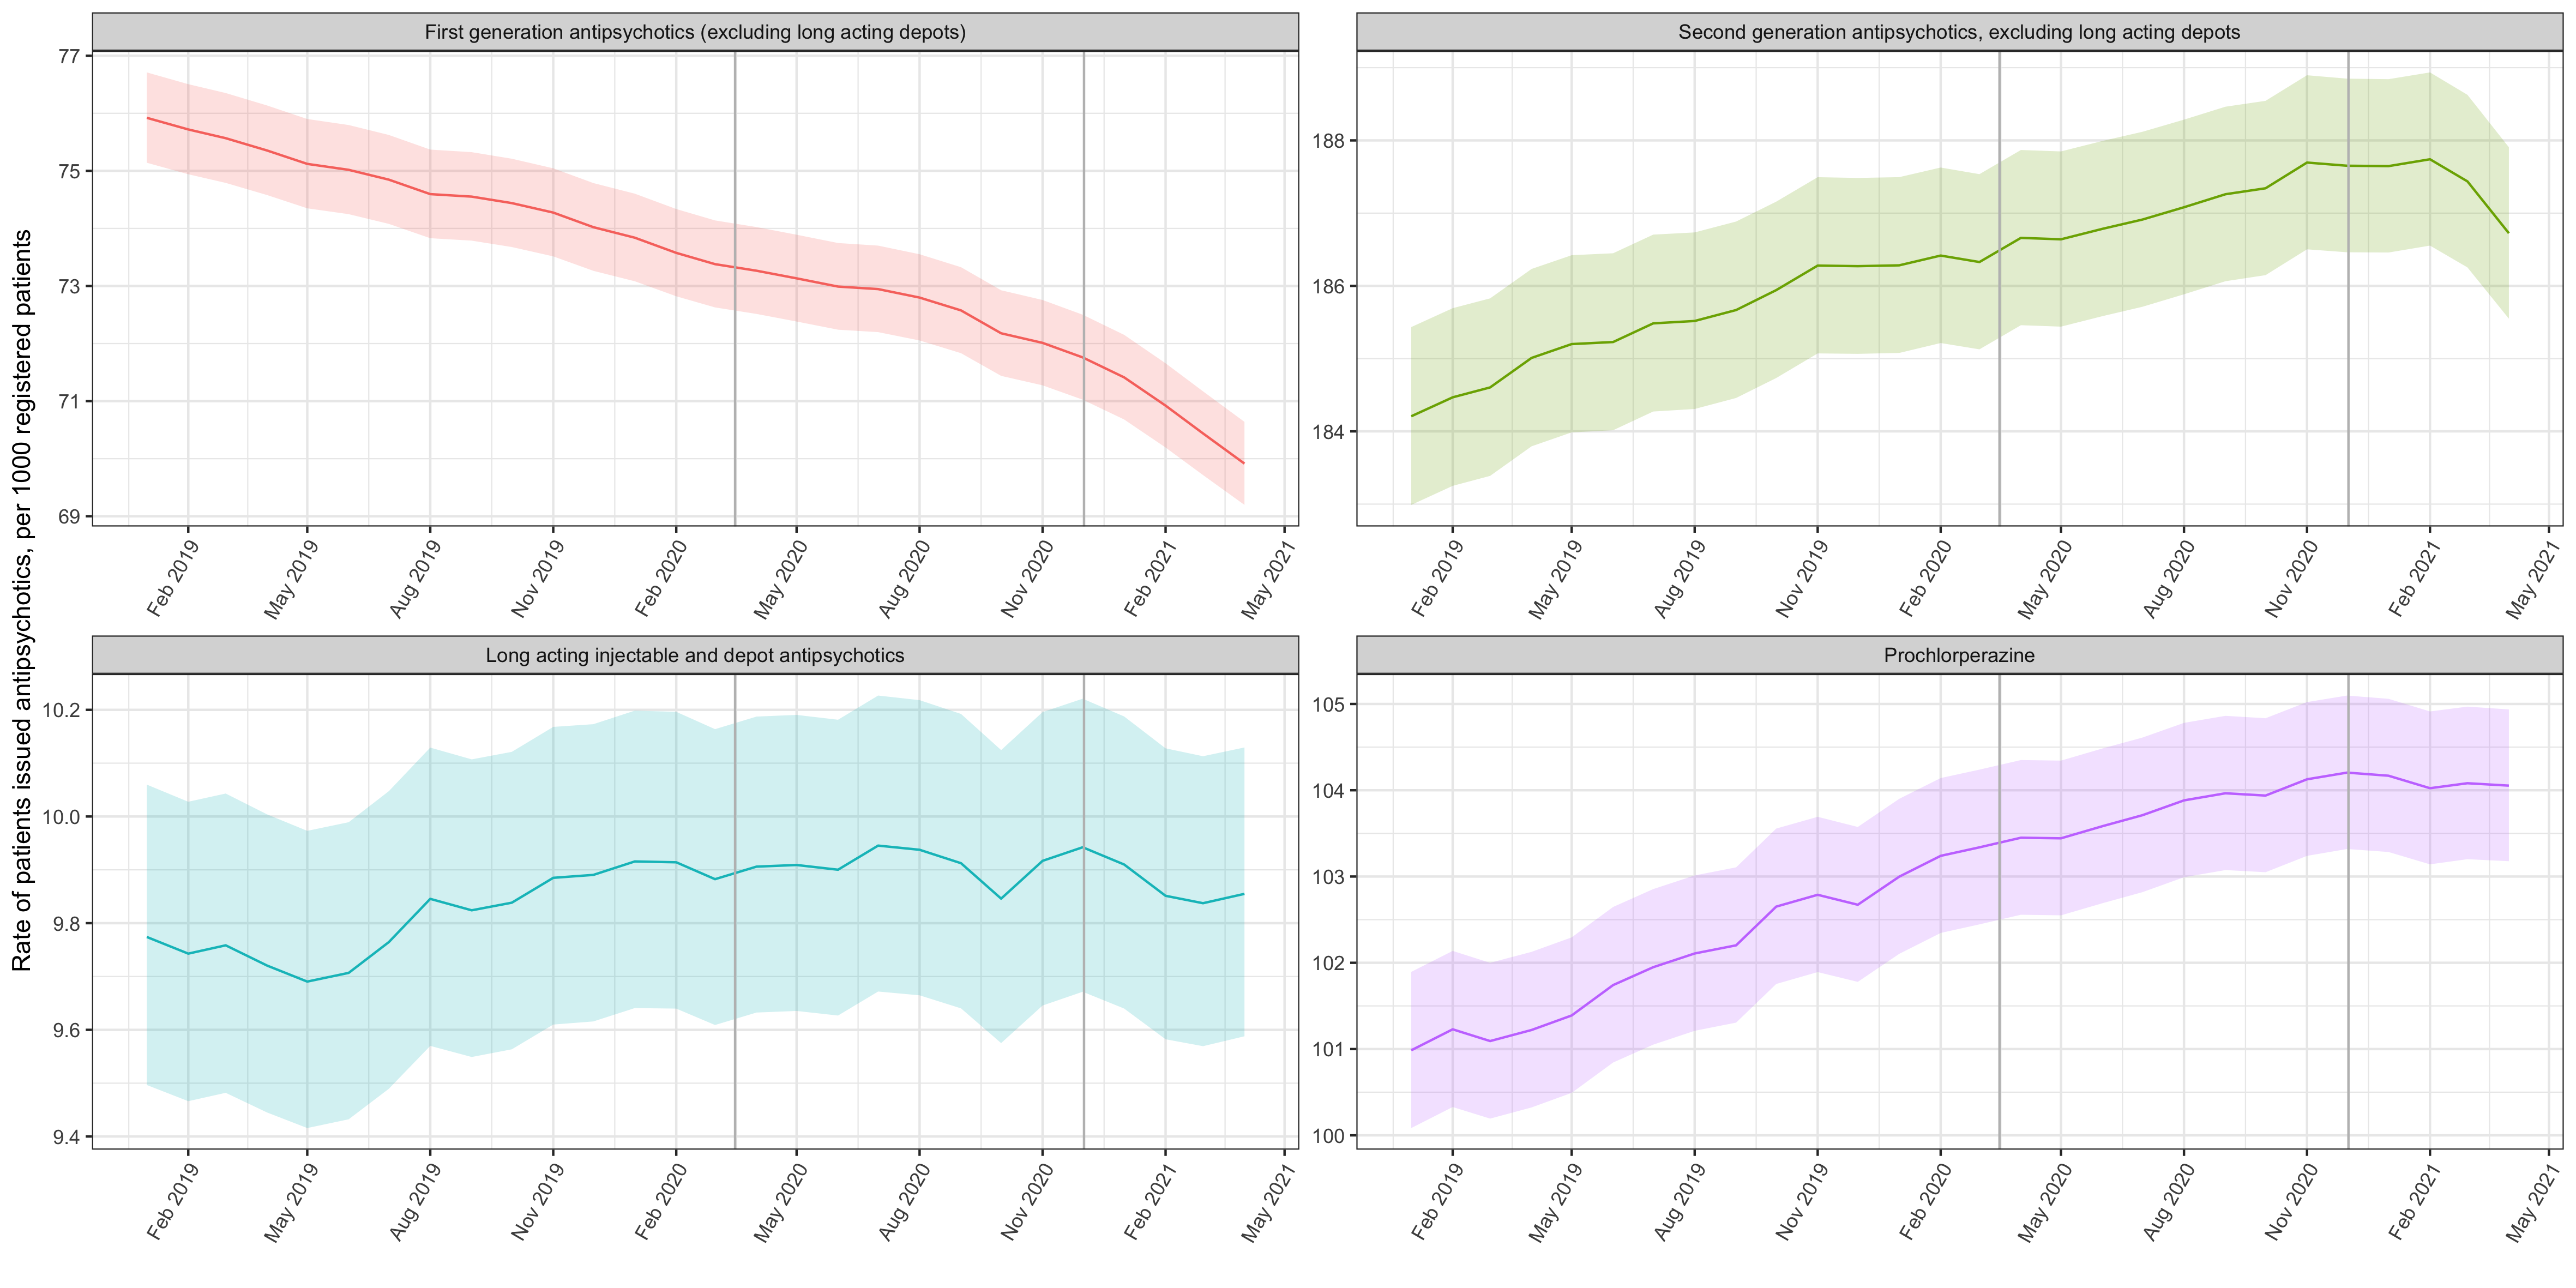 Rate of patients issued antipsychotics, per 1000 registered patients
First generation antipsychotics (excluding long acting depots)
77
75
73
71
69
Feb 2019
May 2019
Aug 2019
Nov 2019
Feb 2020
May 2020
Aug 2020
Nov 2020
Feb 2021
May 2021
Second generation antipsychotics, excluding long acting depots
188
186
184
Feb 2019
May 2019
Aug 2019
Nov 2019
Feb 2020
May 2020
Aug 2020
Nov 2020
Feb 2021
May 2021
Long acting injectable and depot antipsychotics
10.2
10.0
9.8
9.6
9.4
Feb 2019
May 2019
Aug 2019
Nov 2019
Feb 2020
May 2020
Aug 2020
Nov 2020
Feb 2021
May 2021
Prochlorperazine
105
104
103
102
101
100
Feb 2019
May 2019
Aug 2019
Nov 2019
Feb 2020
May 2020
Aug 2020
Nov 2020
Feb 2021
May 2021